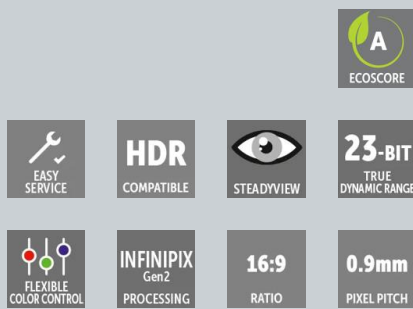 A
ECOSCORE
EASY
SERVICE
HDR
COMPATIBLE
STEADYVIEW
23-BIT
TRUE
DYNAMIC RANGE
FLEXIBLE
COLOR CONTROL
INFINIPIX
Gen2
PROCESSING
16:9
RATIO
0.9mm
PIXEL PITCH